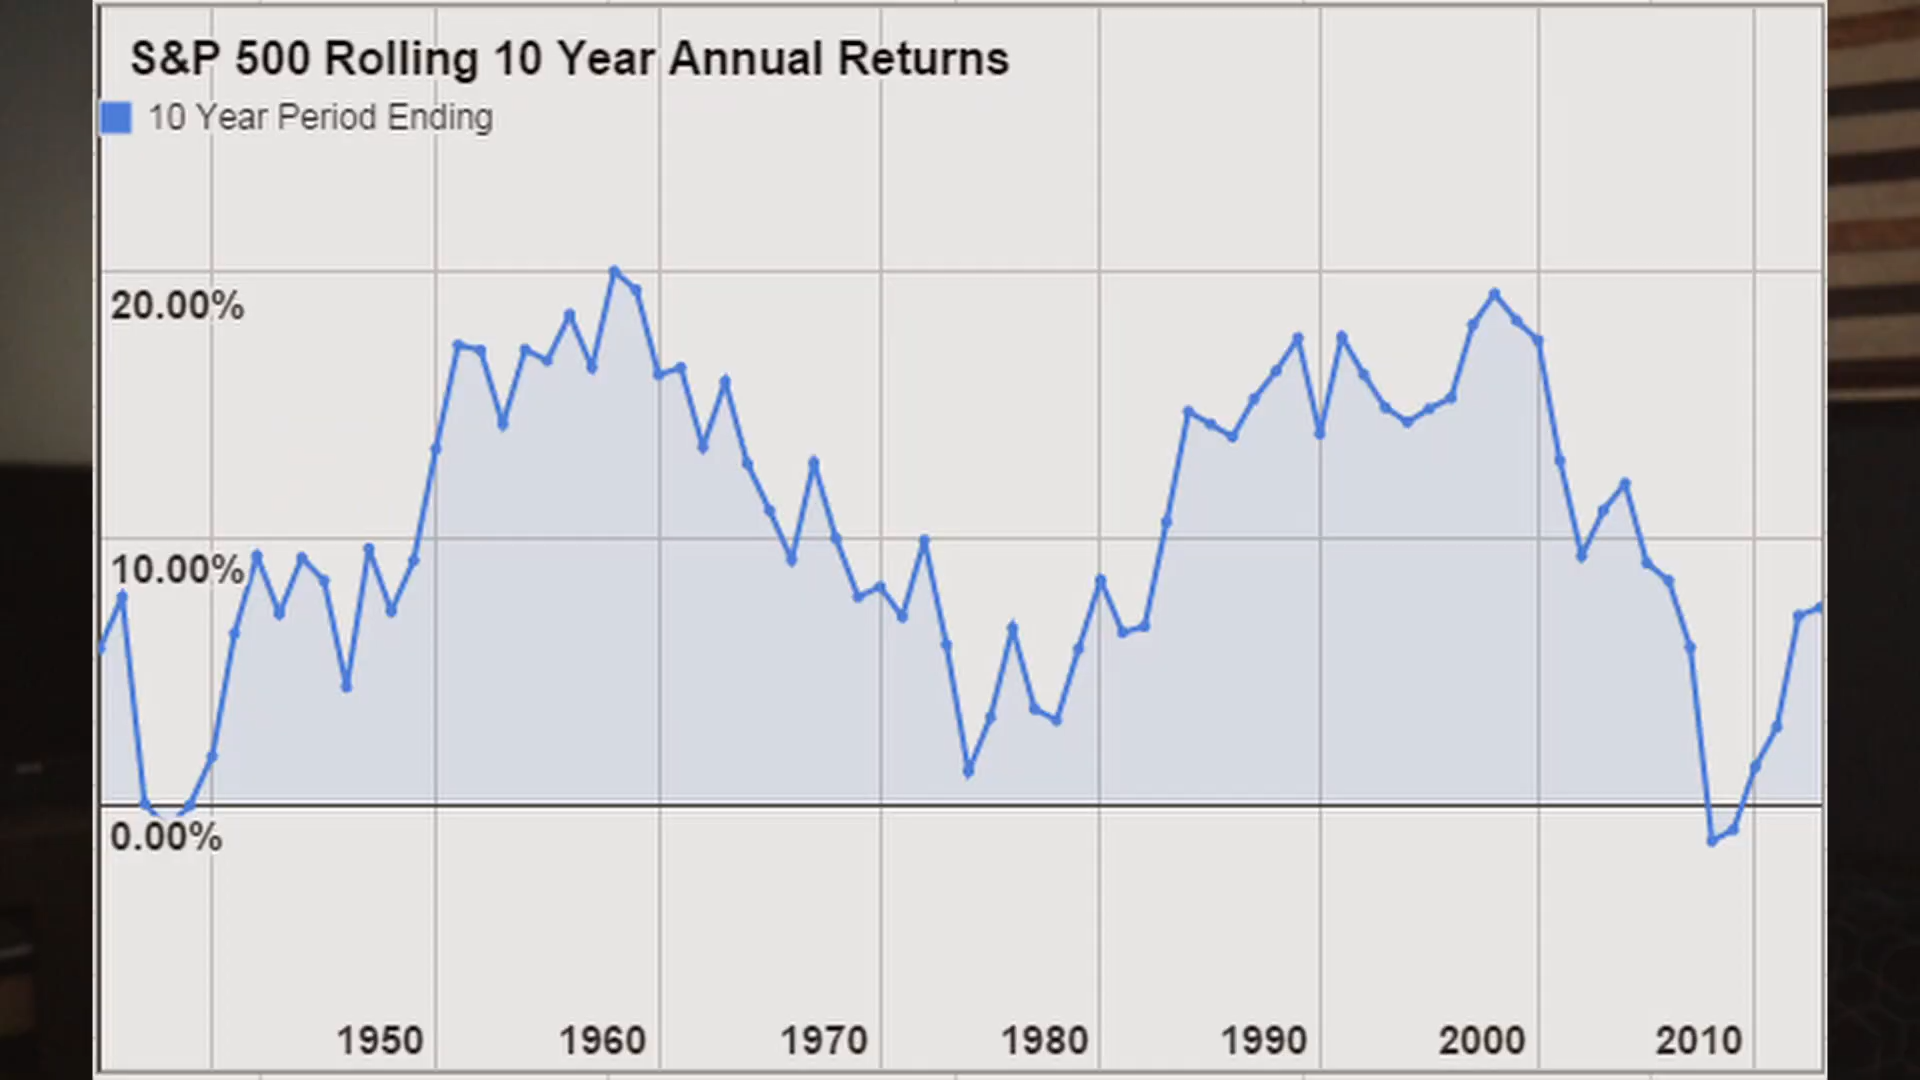 S&P 500 Rolling 10 Year Annual Returns
10 Year Period Ending
20.00%
10.00%
0.00%
1950 1960 1970 1980 1990 2000 2010